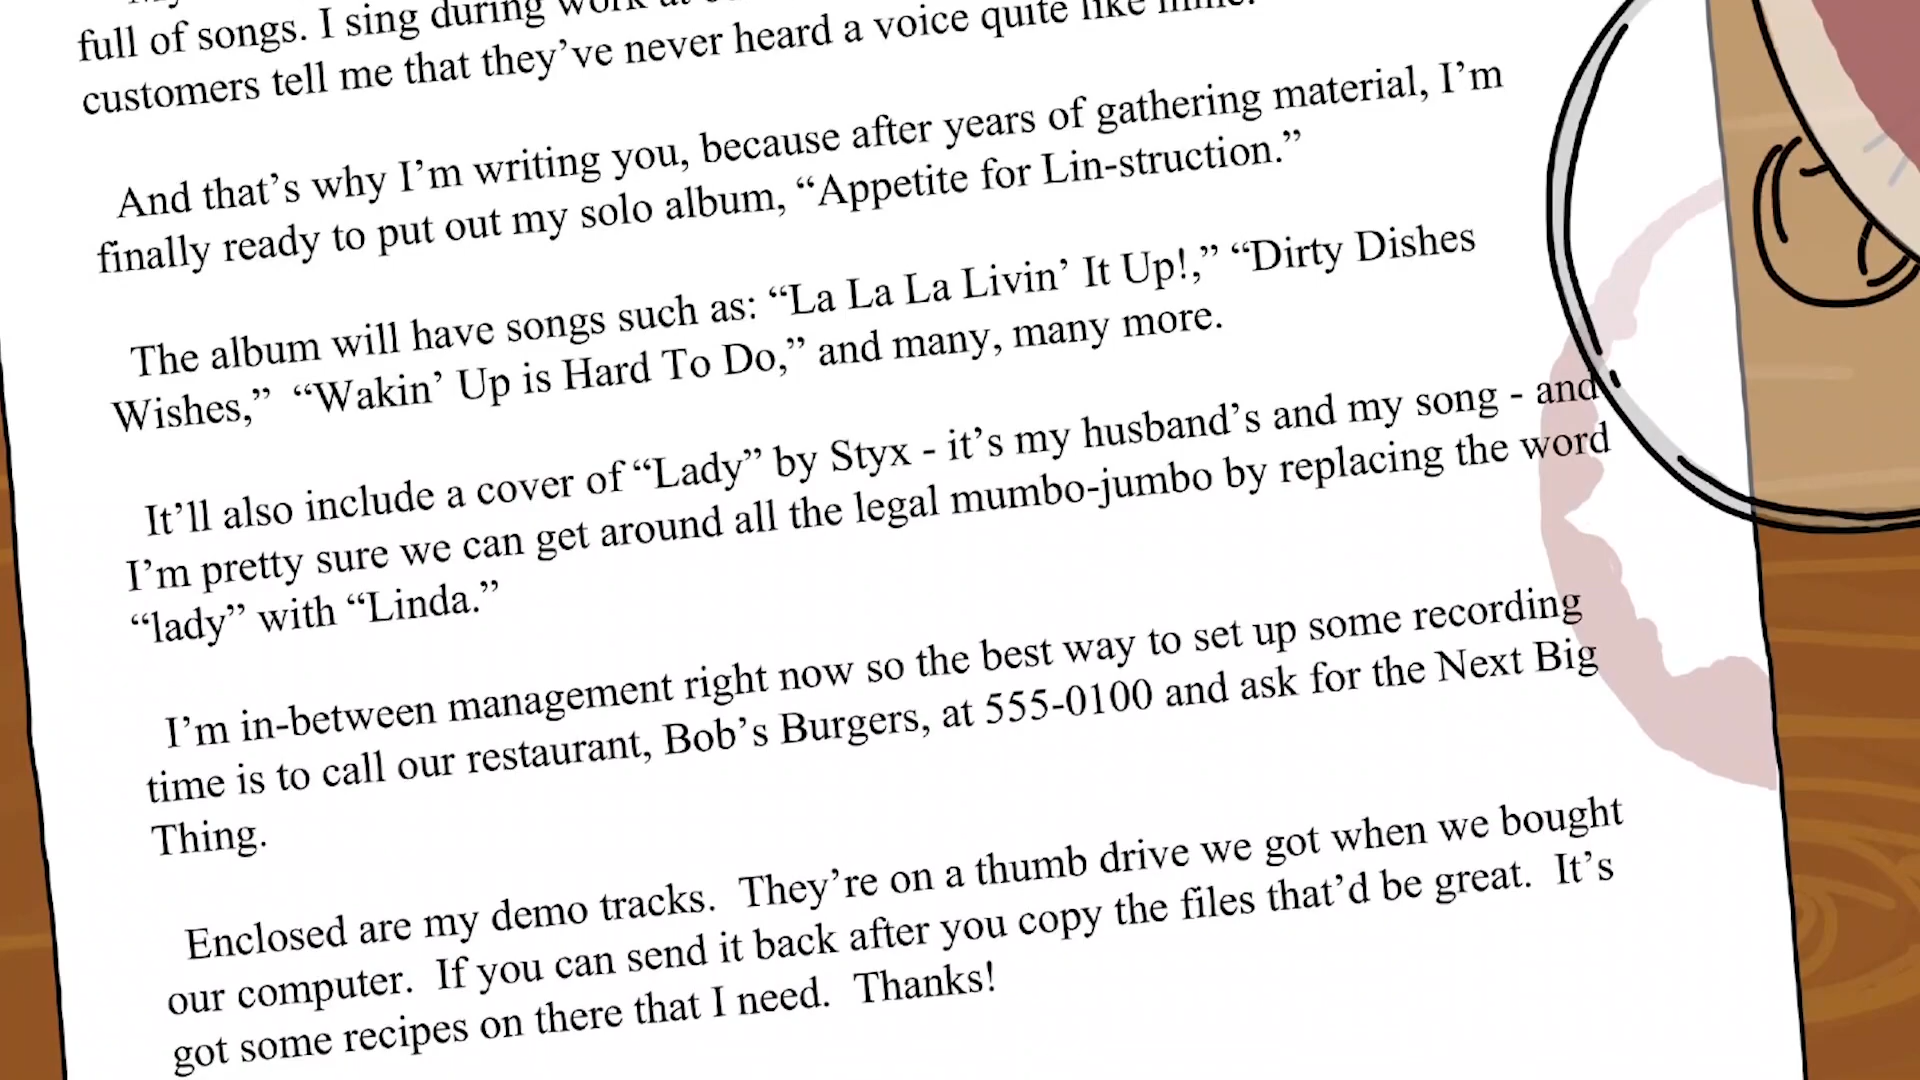 full of songs. I sing during work at
customers tell me that they’ve never heard a voice quite like mine.
And that’s why I’m writing you, because after years of gathering material, I’m
finally ready to put out my solo album, “Appetite for Lin-struction.”
The album will have songs such as: “La La La Livin’ It Up!,” “Dirty Dishes
Wishes,”  “Wakin’ Up is Hard To Do,” and many, many more.
It’ll also include a cover of “Lady” by Styx - it’s my husband’s and my song - and
I’m pretty sure we can get around all the legal mumbo-jumbo by replacing the word
“lady” with “Linda.”
I’m in-between management right now so the best way to set up some recording
time is to call our restaurant, Bob’s Burgers, at 555-0100 and ask for the Next Big
Thing.
Enclosed are my demo tracks.  They’re on a thumb drive we got when we bought
our computer.  If you can send it back after you copy the files that’d be great.  It’s
got some recipes on there that I need.  Thanks!